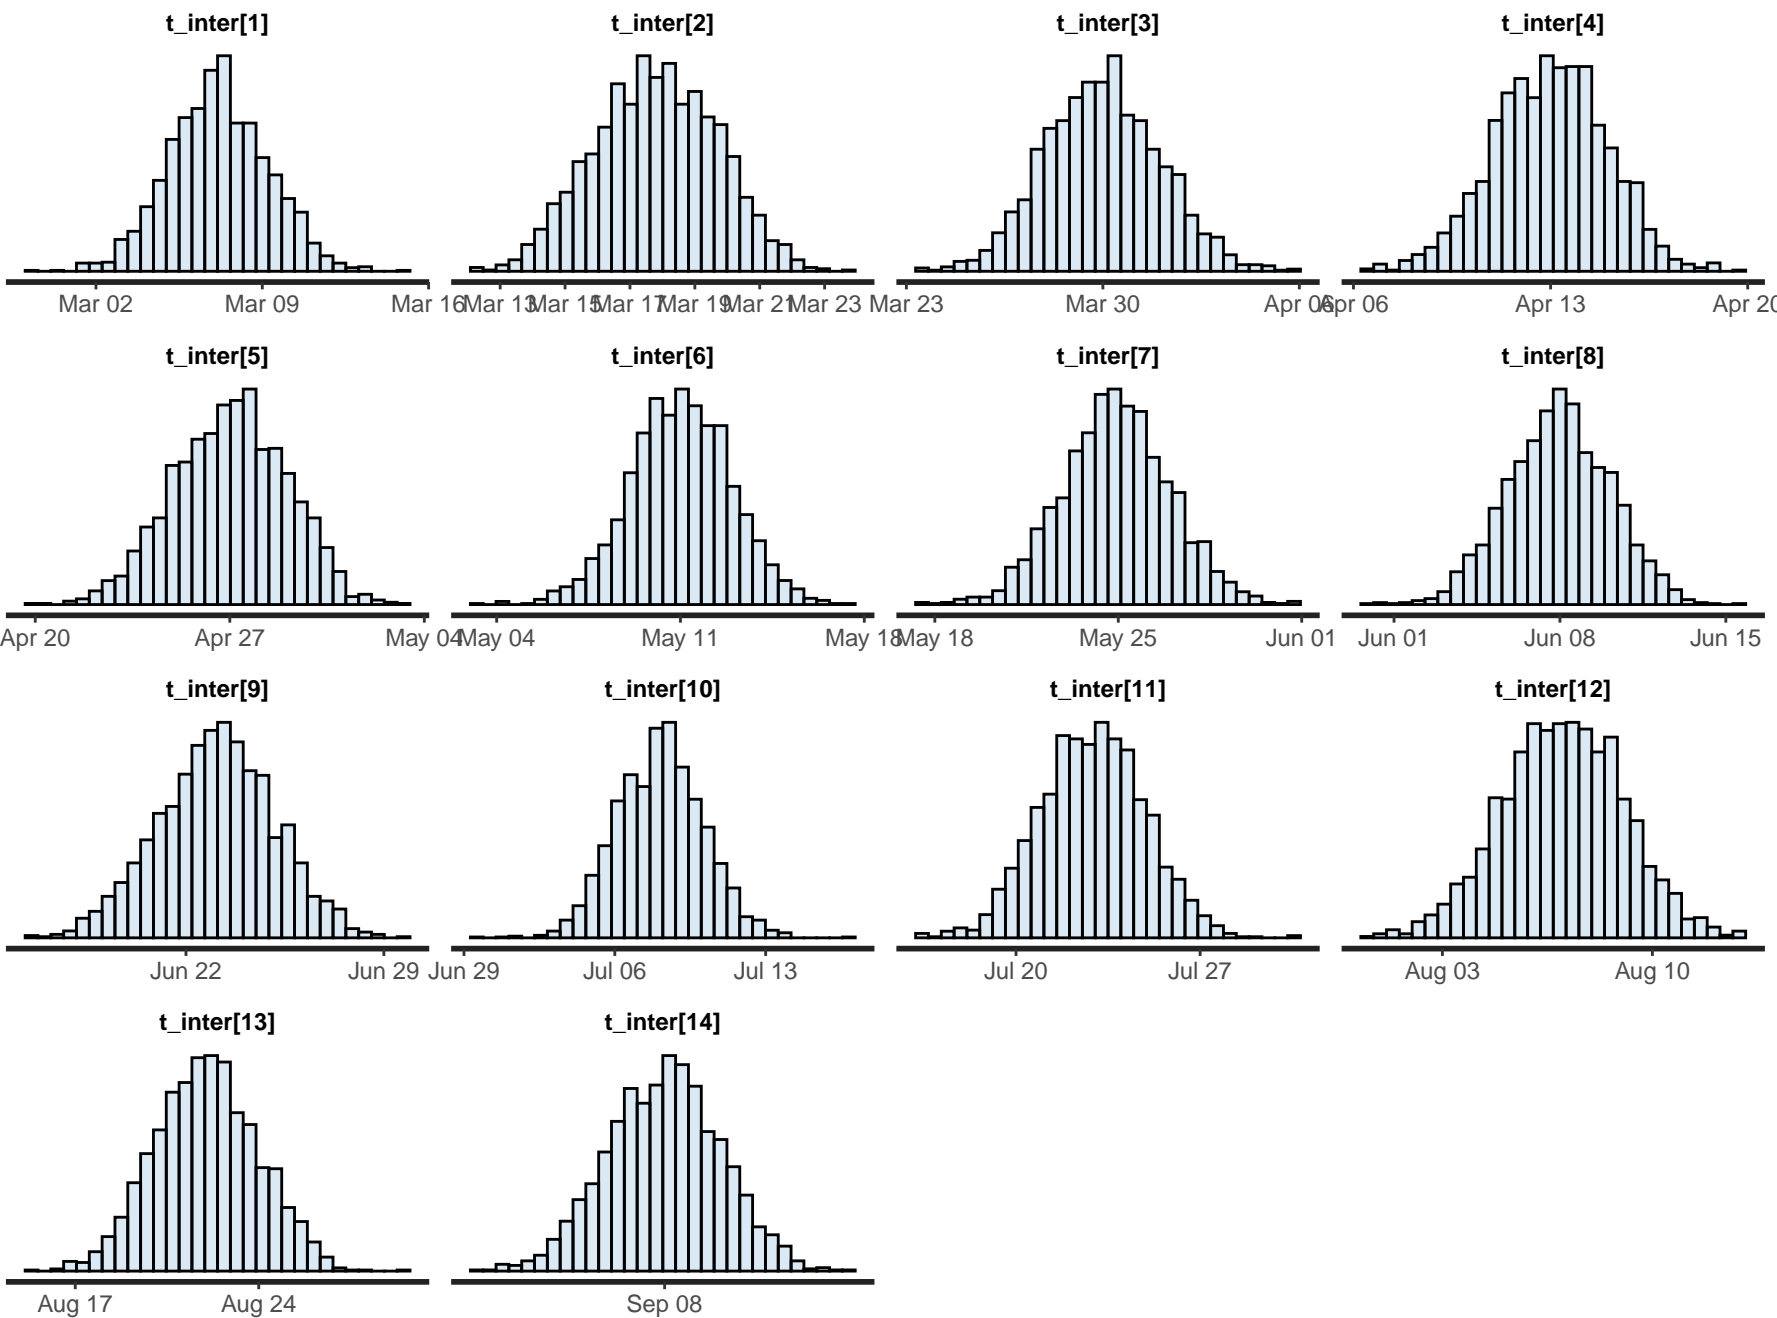 t_inter[1] t_inter[2] t_inter[3] t_inter[4]
Mar 02 Mar 09 Mar 16 Mar 13 Mar 15 Mar 17 Mar 19 Mar 21 Mar 23 Mar 23 Mar 30 Apr 06 Apr 06 Apr 13 Apr 20
t_inter[5] t_inter[6] t_inter[7] t_inter[8]
Apr 20 Apr 27 May 04 May 04 May 11 May 18 May 18 May 25 Jun 01 Jun 01 Jun 08 Jun 15
t_inter[9] t_inter[10] t_inter[11] t_inter[12]
Jun 22 Jun 29 Jun 29 Jul 06 Jul 13 Jul 20 Jul 27 Aug 03 Aug 10
t_inter[13] t_inter[14]
Aug 17 Aug 24 Sep 08